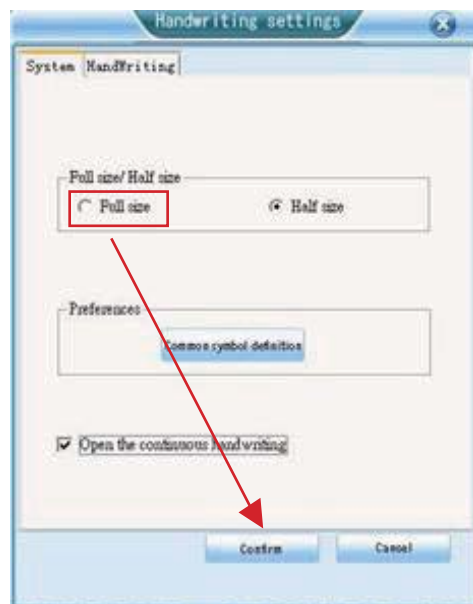 Handwriting settings
System HandWriting
Full size/ Half size
Full size Half size
Preferences
Common symbol definition
Open the continuous handwriting
Confirm Cancel